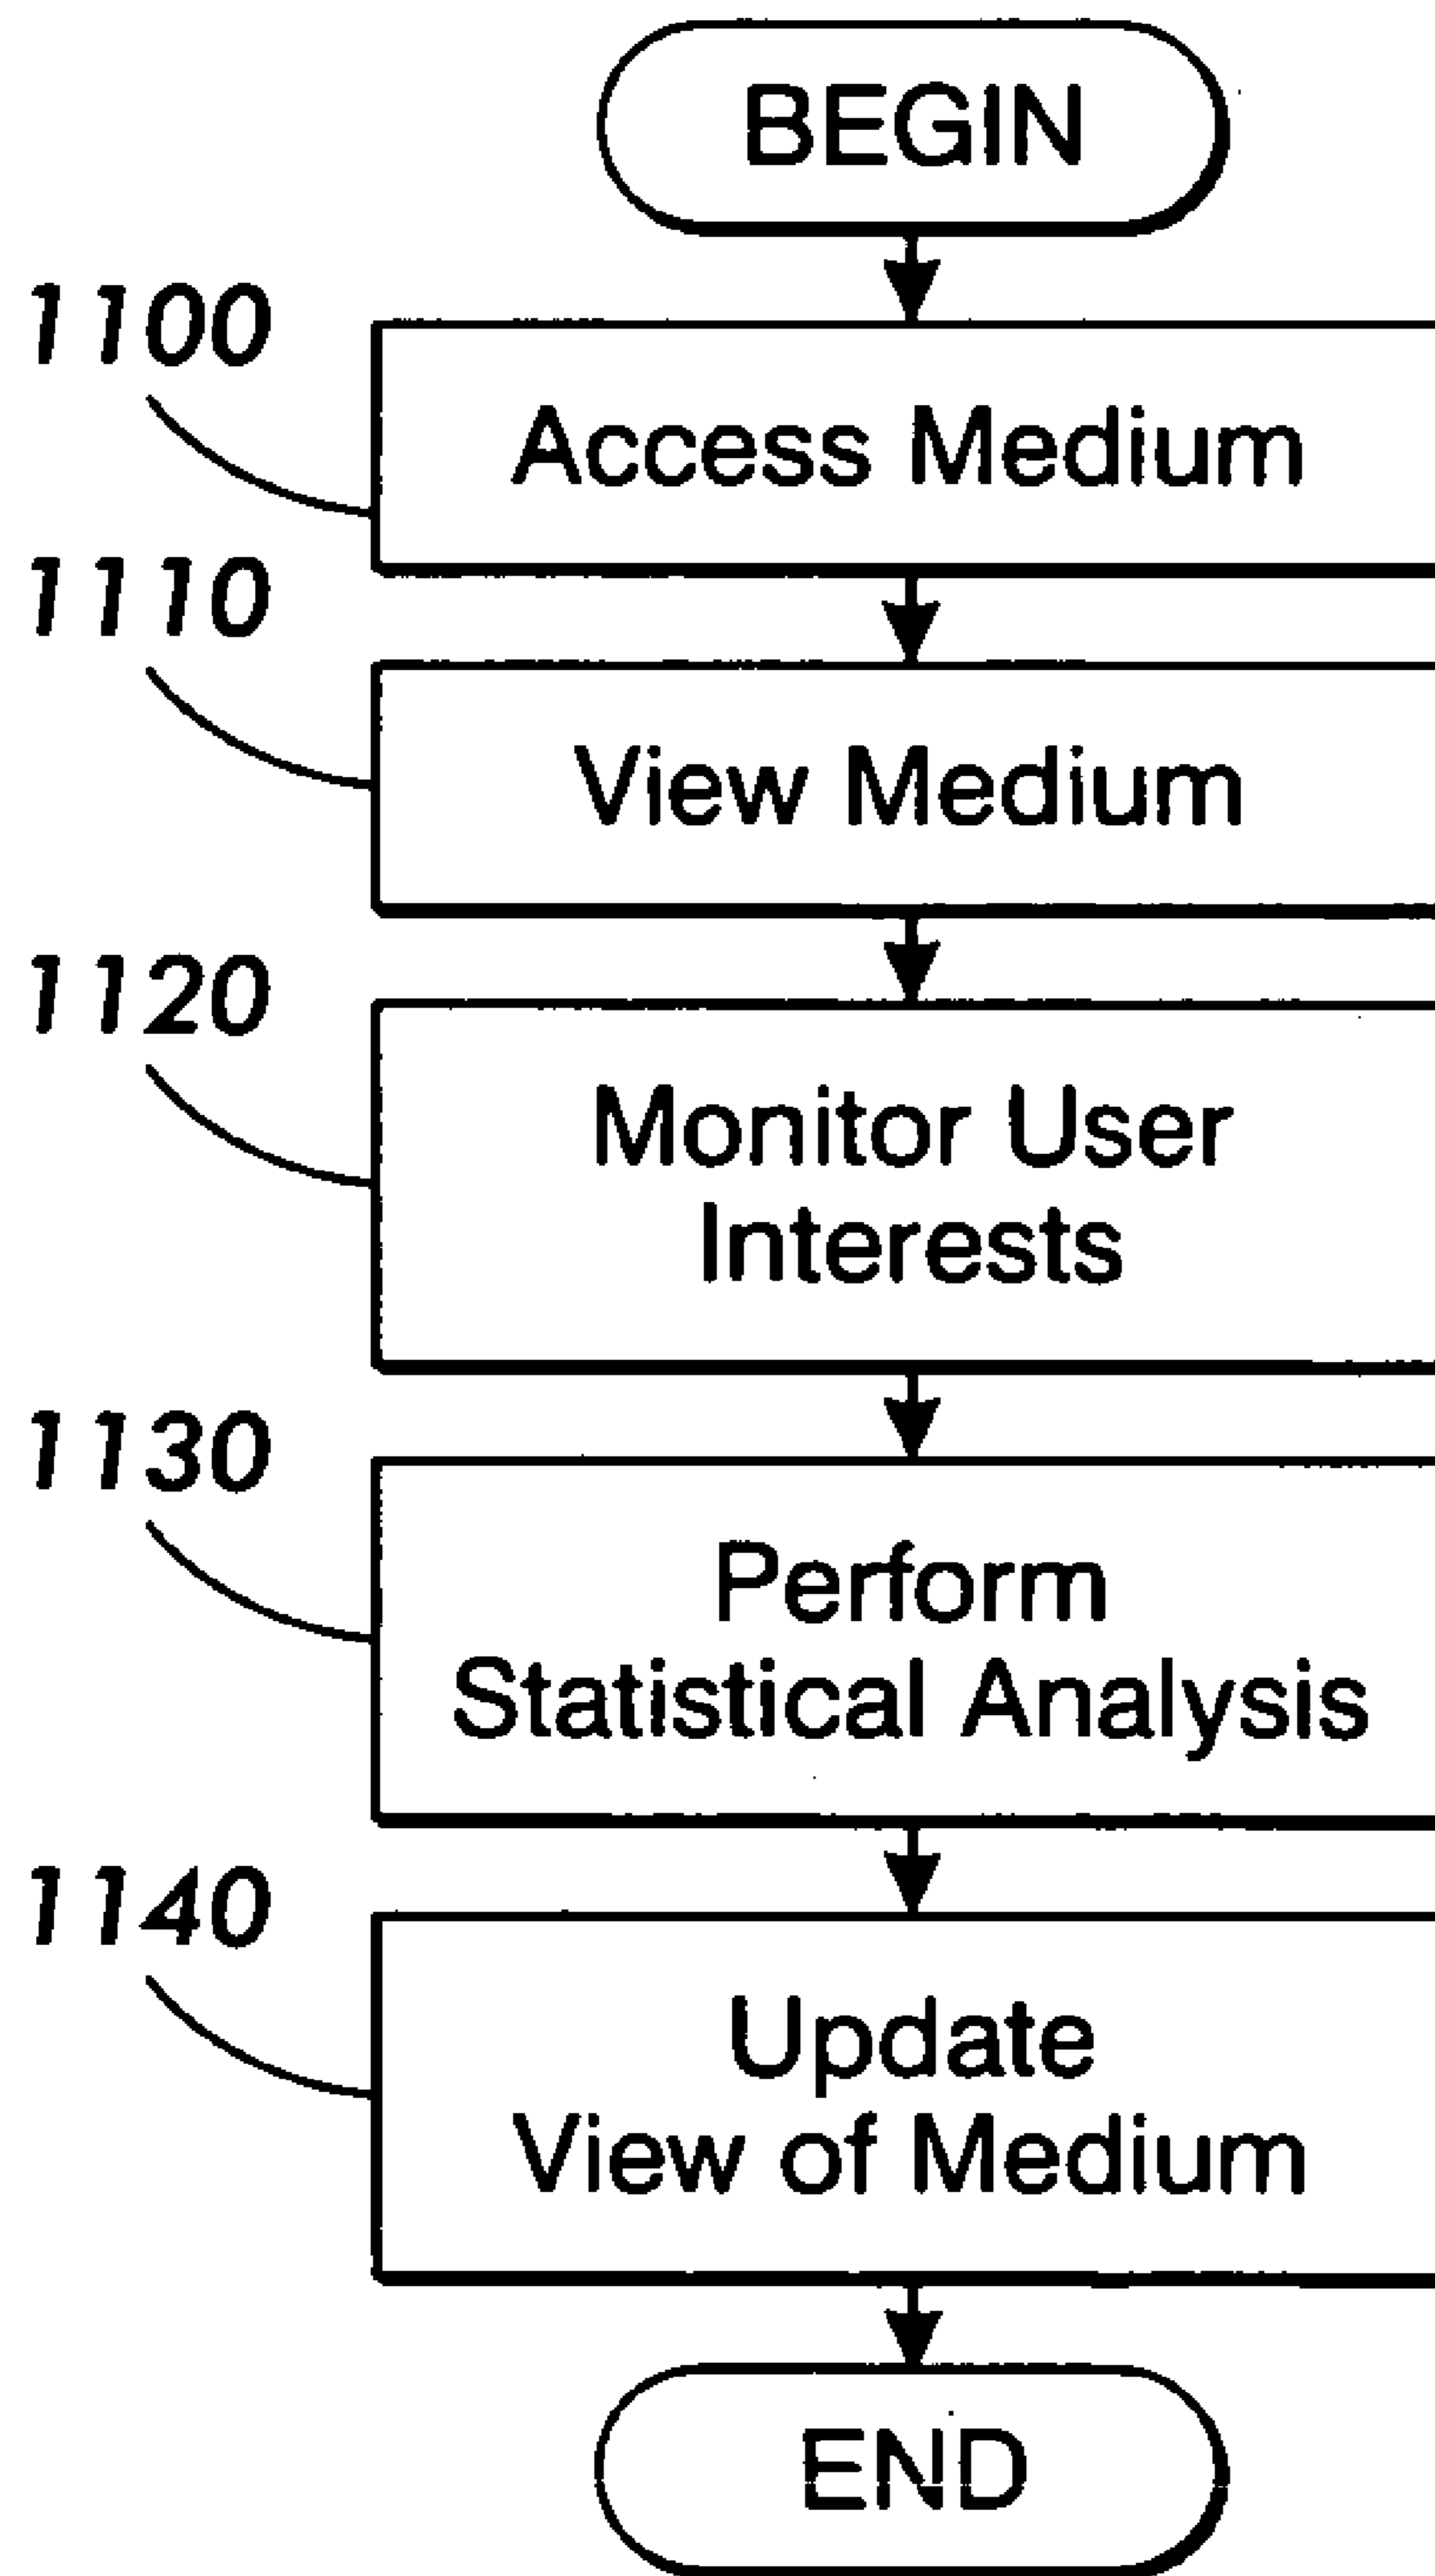 BEGIN
1100
Access Medium
1110
View Medium
1120
Monitor User
Interests
1130
Perform
Statistical Analysis
1140
Update
View of Medium
END